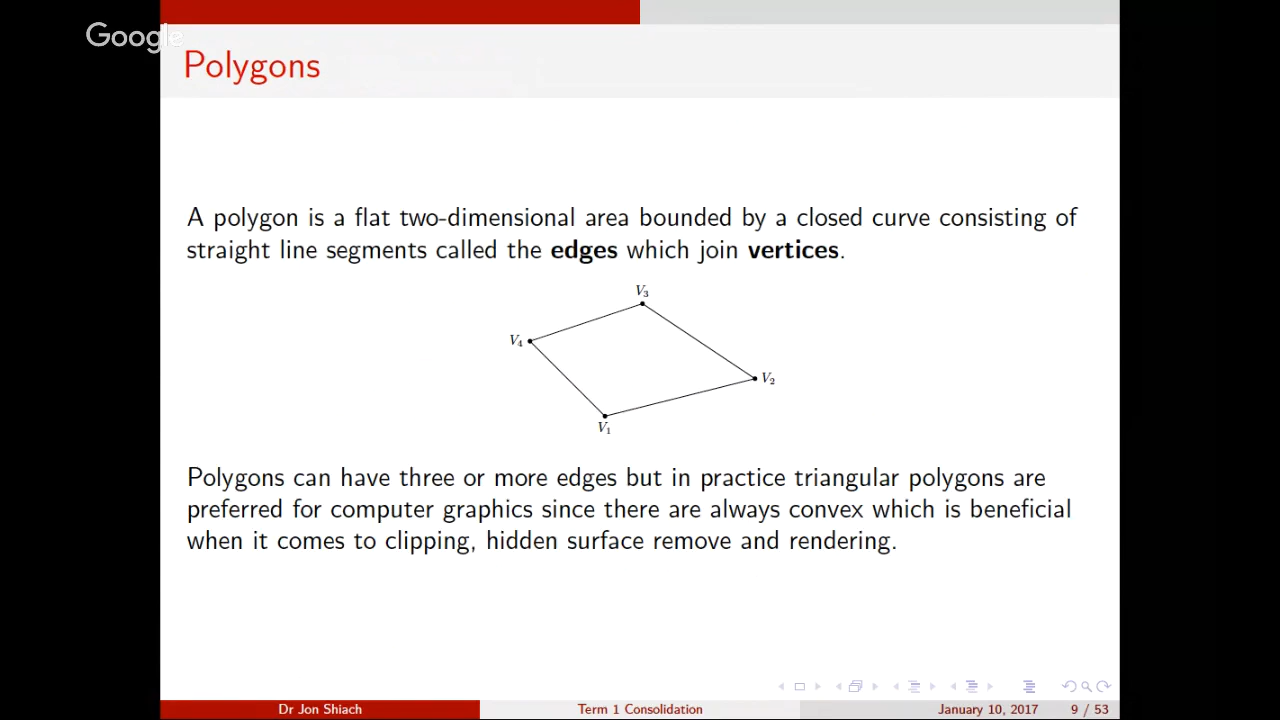 Google
Polygons
A polygon is a flat two-dimensional area bounded by a closed curve consisting of
straight line segments called the edges which join vertices.
V3
V4
V2
V1
Polygons can have three or more edges but in practice triangular polygons are
preferred for computer graphics since there are always convex which is beneficial
when it comes to clipping, hidden surface remove and rendering.
Dr Jon Shiach Term 1 Consolidation January 10, 2017 9 / 53